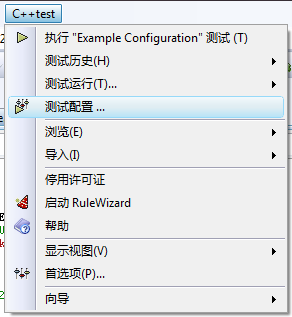 C++test
执行 "Example Configuration" 测试 (T)
测试历史(H)
测试运行(T)...
测试配置 ...
浏览(E)
导入(I)
停用许可证
启动 RuleWizard
帮助
显示视图(V)
首选项(P)...
向导